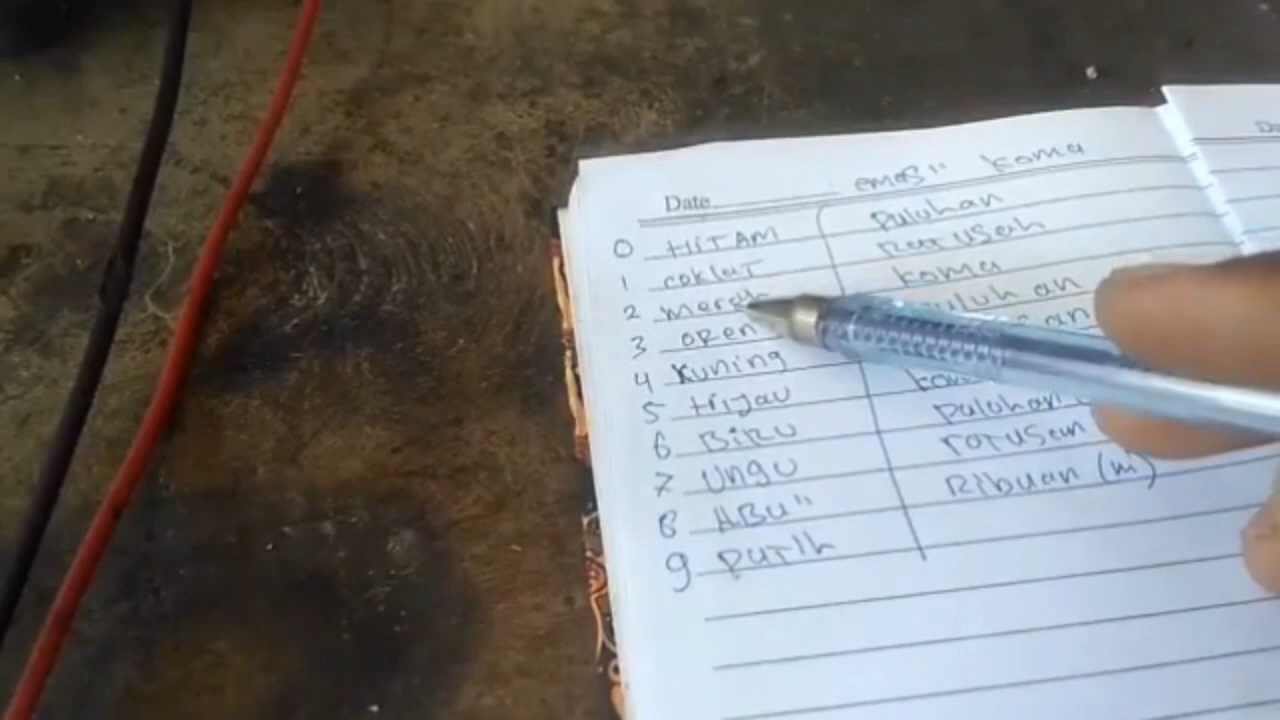 Date emas" koma
0 HITAM puluhan
1 coklat ratusan
2 merah koma
3 oren
4 kuning
5 Hijau puluhan
6 BiRU ratusan
7 Ungu Ribuan (m)
8 ABU"
9 putih